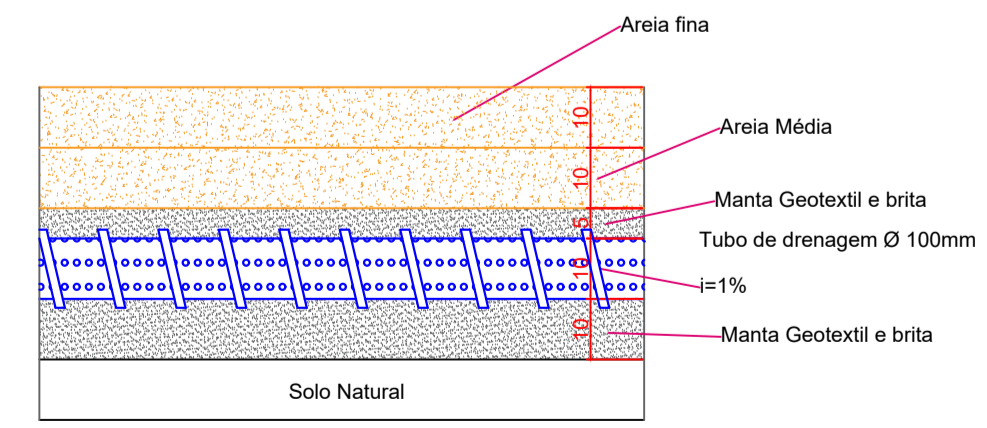 Areia fina
10
Areia Média
10
Manta Geotextil e brita
5
Tubo de drenagem Ø 100mm
10
i=1%
10
Manta Geotextil e brita
Solo Natural